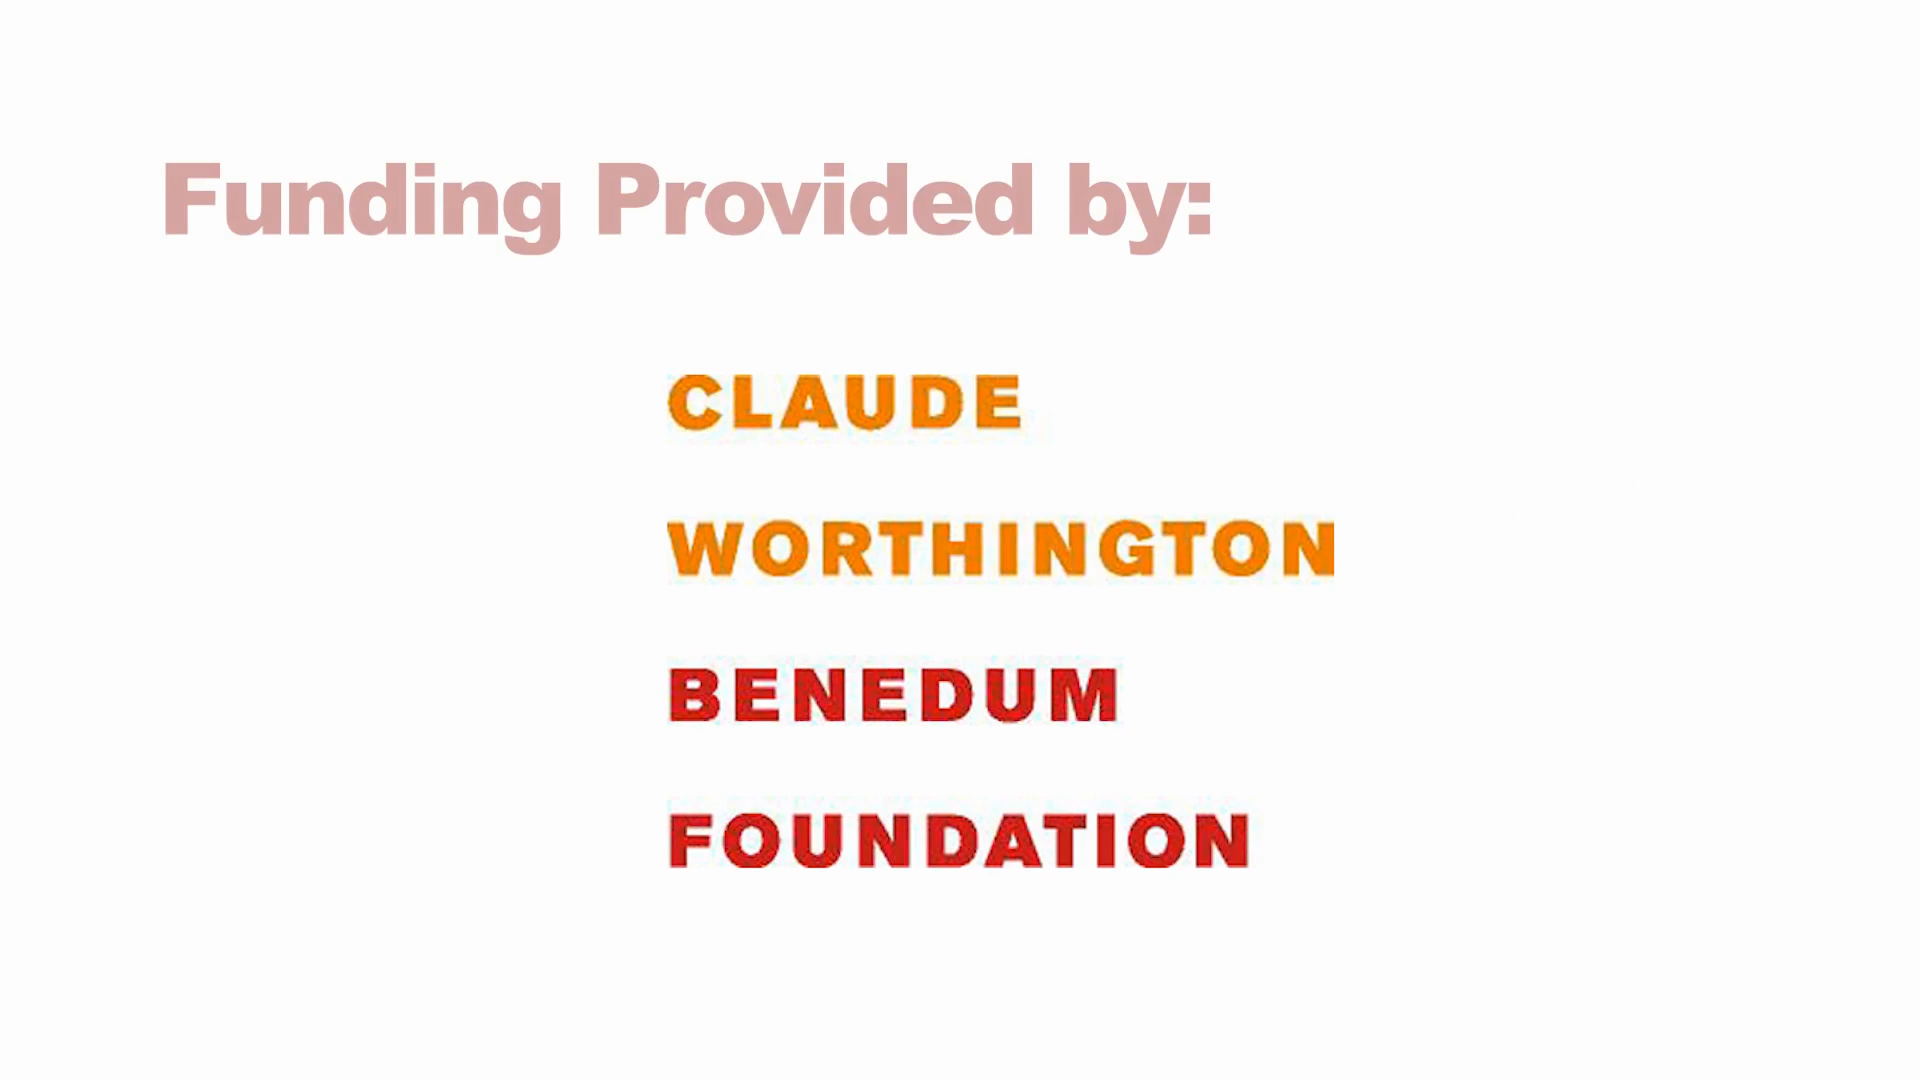 Funding Provided by:
CLAUDE
WORTHINGTON
BENEDUM
FOUNDATION